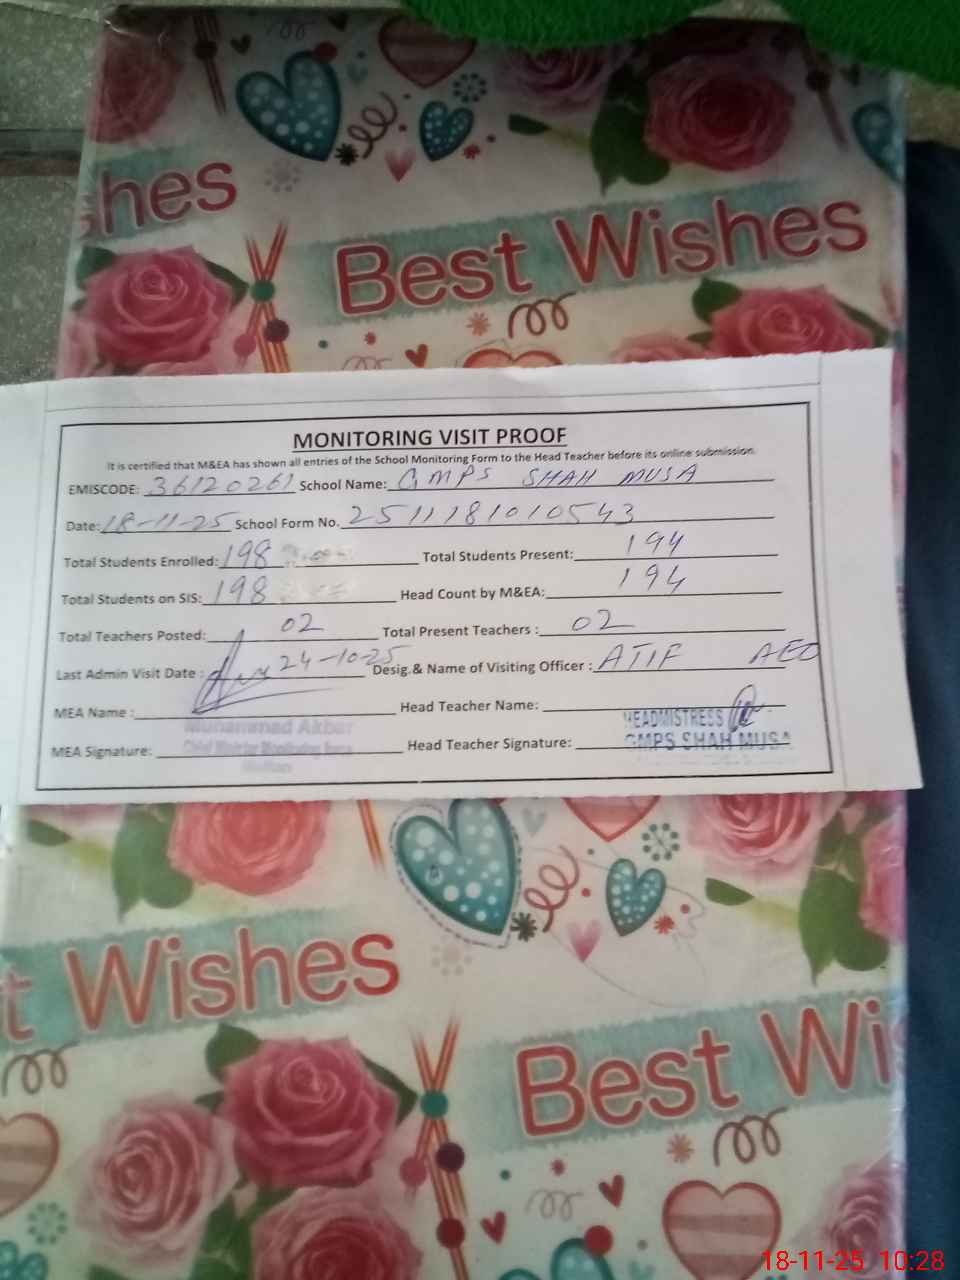 shes
Best Wishes
MONITORING VISIT PROOF
It is certified that M&EA has shown all entries of the School Monitoring Form to the Head Teacher before its online submission.
EMISCODE: 36120261 School Name: GMPS SHAH MUSA
Date: 18-11-25 School Form No. 2511181010543
Total Students Enrolled: 198 Total Students Present: 194
Total Students on SIS: 198 Head Count by M&EA: 194
Total Teachers Posted: 02 Total Present Teachers : 02
Last Admin Visit Date : 24-10-25 Desig.& Name of Visiting Officer : ATIF AEO
MEA Name : Head Teacher Name:
Muhammad Akbar
HEADMISTRESS
MEA Signature: Head Teacher Signature:
GMPS SHAH MUSA
t Wishes
Best Wi
18-11-25 10:28